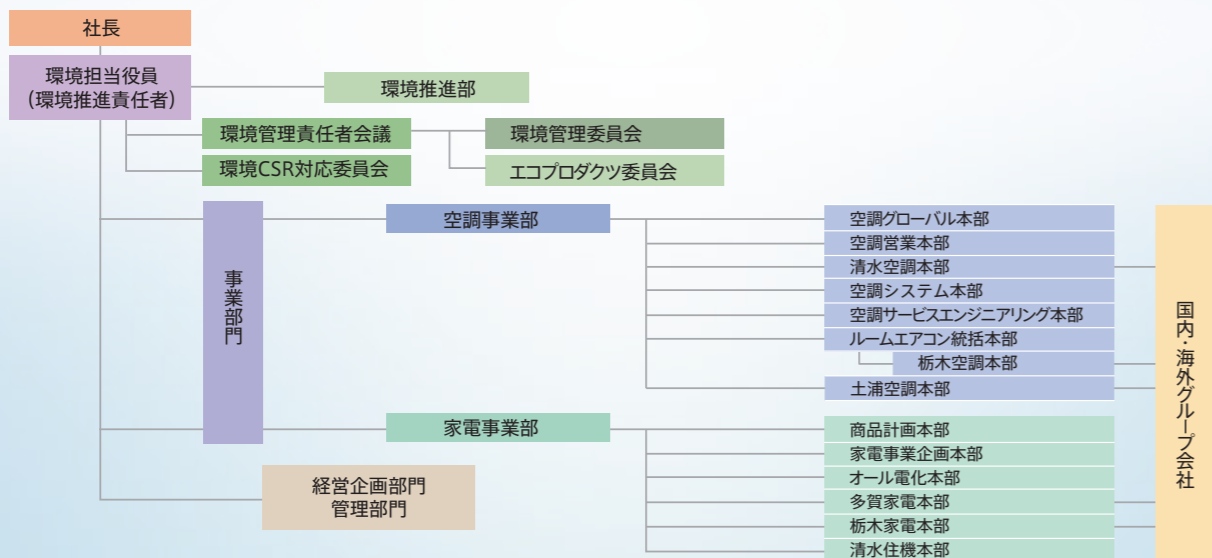 社長
環境担当役員
(環境推進責任者)
環境推進部
環境管理責任者会議
環境管理委員会
環境CSR対応委員会
エコプロダクツ委員会
事業部門
空調事業部
空調グローバル本部
空調営業本部
清水空調本部
空調システム本部
空調サービスエンジニアリング本部
ルームエアコン統括本部
栃木空調本部
土浦空調本部
家電事業部
商品計画本部
家電事業企画本部
オール電化本部
多賀家電本部
栃木家電本部
清水住機本部
国内・海外グループ会社
経営企画部門
管理部門